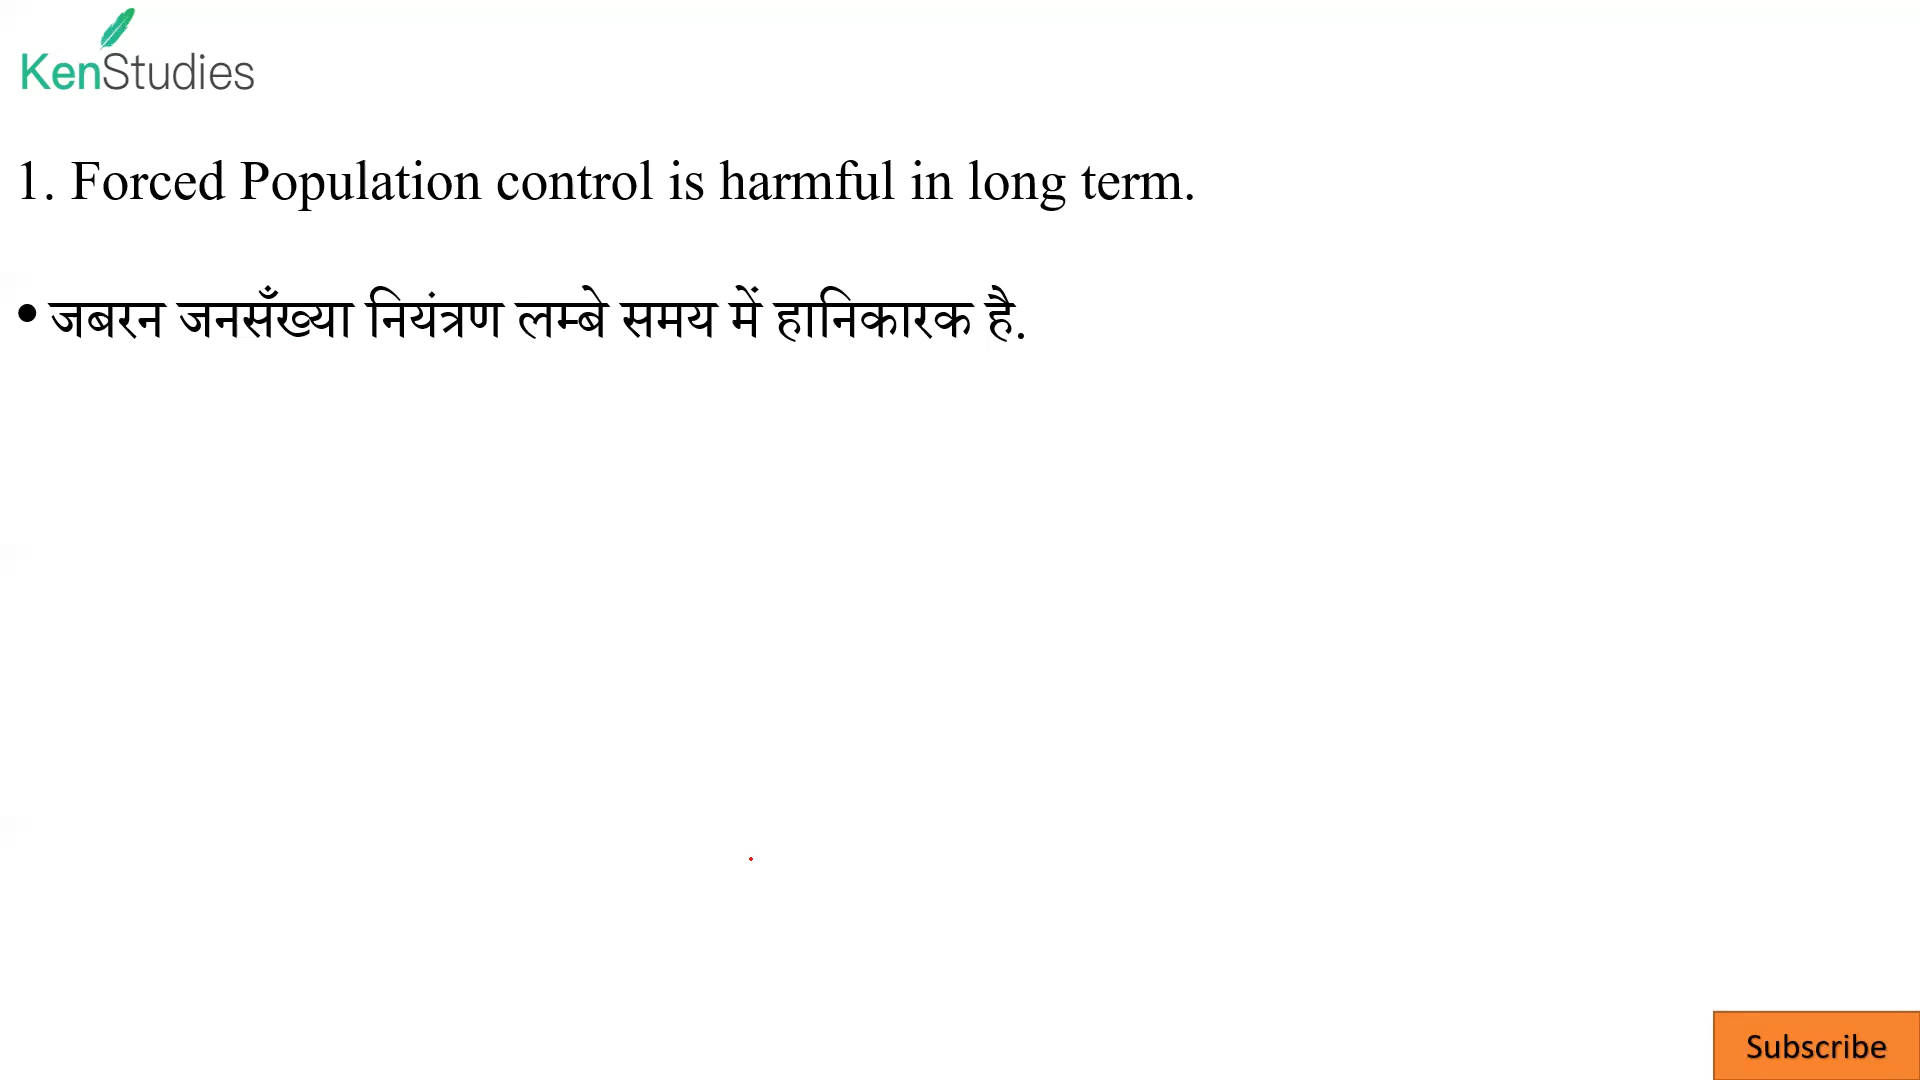 KenStudies
1. Forced Population control is harmful in long term.
• जबरन जनसँख्या नियंत्रण लम्बे समय में हानिकारक है.
Subscribe